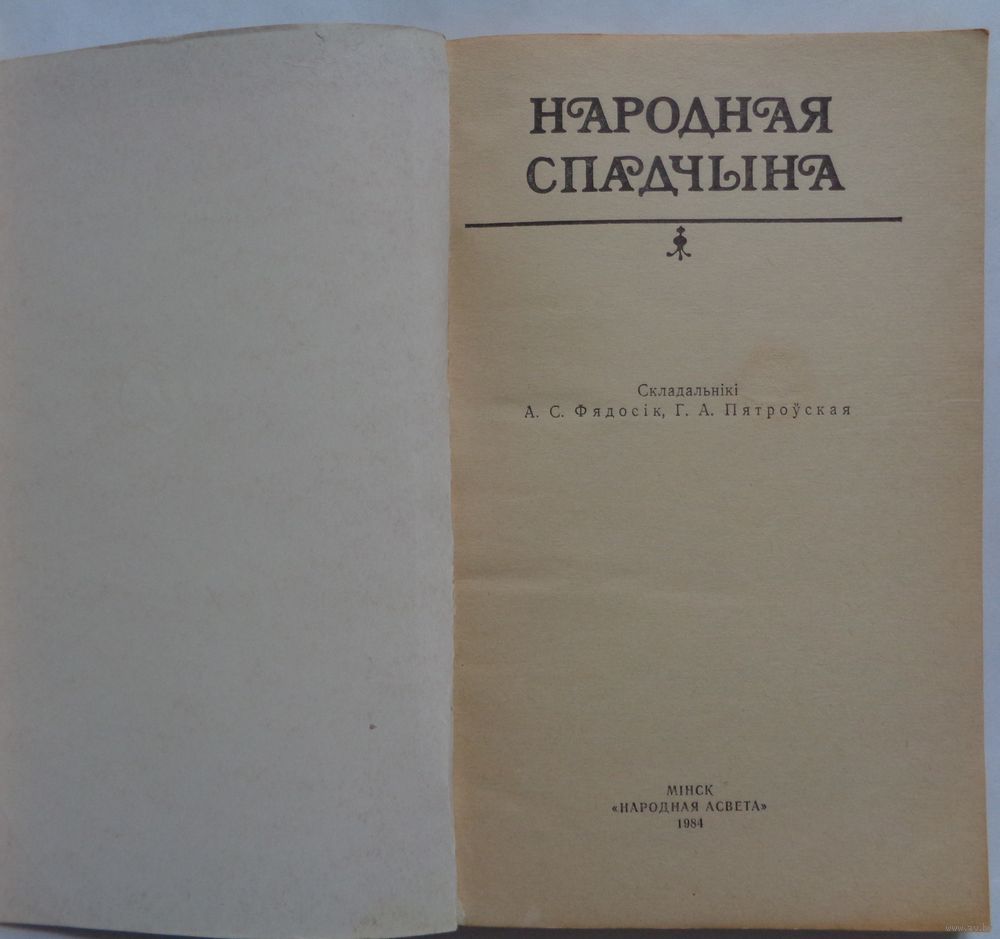 НАРОДНАЯ
СПАДЧЫНА
Складальнікі
А. С. Фядосік, Г. А. Пятроўская
МІНСК
«НАРОДНАЯ АСВЕТА»
1984